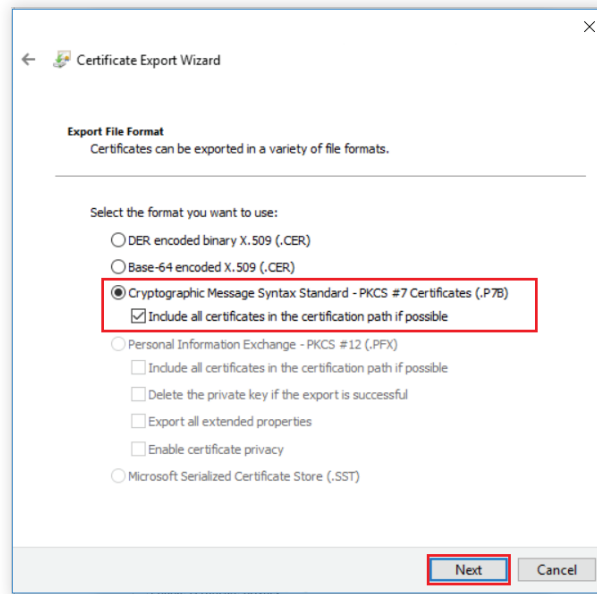 Certificate Export Wizard
Export File Format
Certificates can be exported in a variety of file formats.
Select the format you want to use:
DER encoded binary X.509 (.CER)
Base-64 encoded X.509 (.CER)
Cryptographic Message Syntax Standard - PKCS #7 Certificates (.P7B)
Include all certificates in the certification path if possible
Personal Information Exchange - PKCS #12 (.PFX)
Include all certificates in the certification path if possible
Delete the private key if the export is successful
Export all extended properties
Enable certificate privacy
Microsoft Serialized Certificate Store (.SST)
Next Cancel